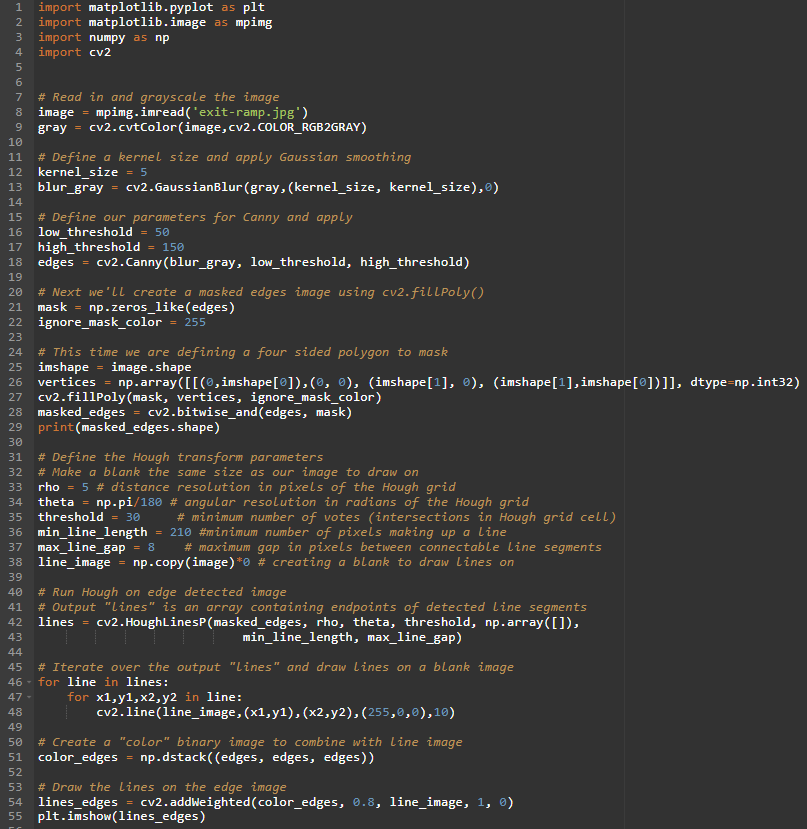 1 import matplotlib.pyplot as plt
2 import matplotlib.image as mpimg
3 import numpy as np
4 import cv2
5
6
7 # Read in and grayscale the image
8 image = mpimg.imread('exit-ramp.jpg')
9 gray = cv2.cvtColor(image,cv2.COLOR_RGB2GRAY)
10
11 # Define a kernel size and apply Gaussian smoothing
12 kernel_size = 5
13 blur_gray = cv2.GaussianBlur(gray,(kernel_size, kernel_size),0)
14
15 # Define our parameters for Canny and apply
16 low_threshold = 50
17 high_threshold = 150
18 edges = cv2.Canny(blur_gray, low_threshold, high_threshold)
19
20 # Next we'll create a masked edges image using cv2.fillPoly()
21 mask = np.zeros_like(edges)
22 ignore_mask_color = 255
23
24 # This time we are defining a four sided polygon to mask
25 imshape = image.shape
26 vertices = np.array([[(0,imshape[0]),(0, 0), (imshape[1], 0), (imshape[1],imshape[0])]], dtype=np.int32)
27 cv2.fillPoly(mask, vertices, ignore_mask_color)
28 masked_edges = cv2.bitwise_and(edges, mask)
29 print(masked_edges.shape)
30
31 # Define the Hough transform parameters
32 # Make a blank the same size as our image to draw on
33 rho = 5 # distance resolution in pixels of the Hough grid
34 theta = np.pi/180 # angular resolution in radians of the Hough grid
35 threshold = 30     # minimum number of votes (intersections in Hough grid cell)
36 min_line_length = 210 #minimum number of pixels making up a line
37 max_line_gap = 8    # maximum gap in pixels between connectable line segments
38 line_image = np.copy(image)*0 # creating a blank to draw lines on
39
40 # Run Hough on edge detected image
41 # Output "lines" is an array containing endpoints of detected line segments
42 lines = cv2.HoughLinesP(masked_edges, rho, theta, threshold, np.array([]),
43                             min_line_length, max_line_gap)
44
45 # Iterate over the output "lines" and draw lines on a blank image
46 for line in lines:
47     for x1,y1,x2,y2 in line:
48         cv2.line(line_image,(x1,y1),(x2,y2),(255,0,0),10)
49
50 # Create a "color" binary image to combine with line image
51 color_edges = np.dstack((edges, edges, edges))
52
53 # Draw the lines on the edge image
54 lines_edges = cv2.addWeighted(color_edges, 0.8, line_image, 1, 0)
55 plt.imshow(lines_edges)